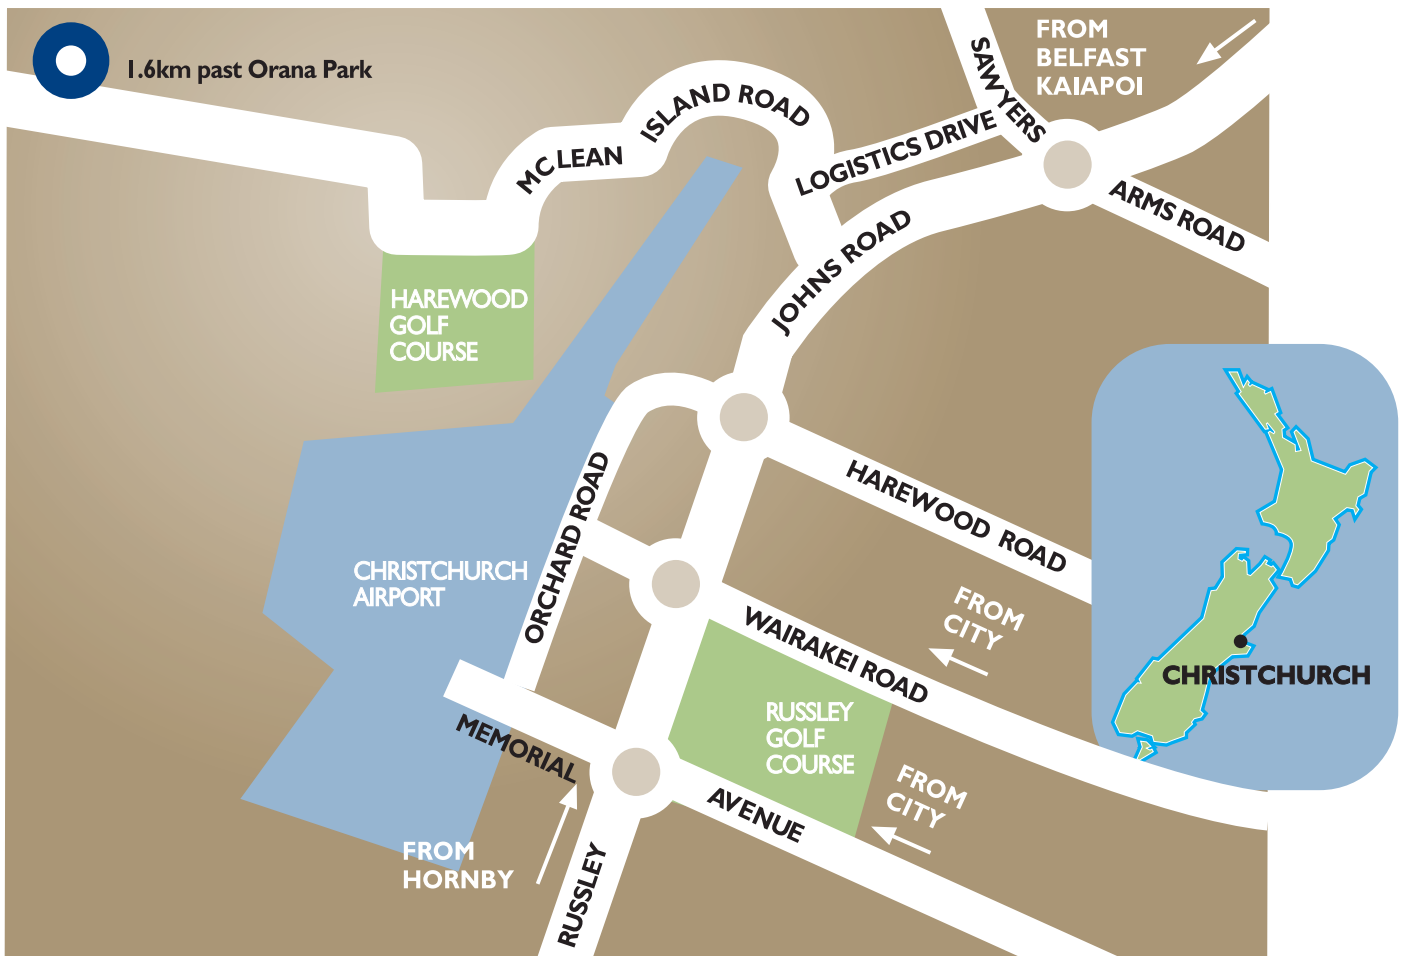 1.6km past Orana Park
FROM
BELFAST
KAIAPOI
SAWYERS
ARMS ROAD
ISLAND ROAD
MC LEAN
LOGISTICS DRIVE
JOHNS ROAD
HAREWOOD
GOLF
COURSE
HAREWOOD ROAD
ORCHARD ROAD
CHRISTCHURCH
AIRPORT
FROM
CITY
WAIRAKEI ROAD
CHRISTCHURCH
RUSSLEY
GOLF
COURSE
MEMORIAL
AVENUE
FROM
CITY
FROM
HORNBY
RUSSLEY